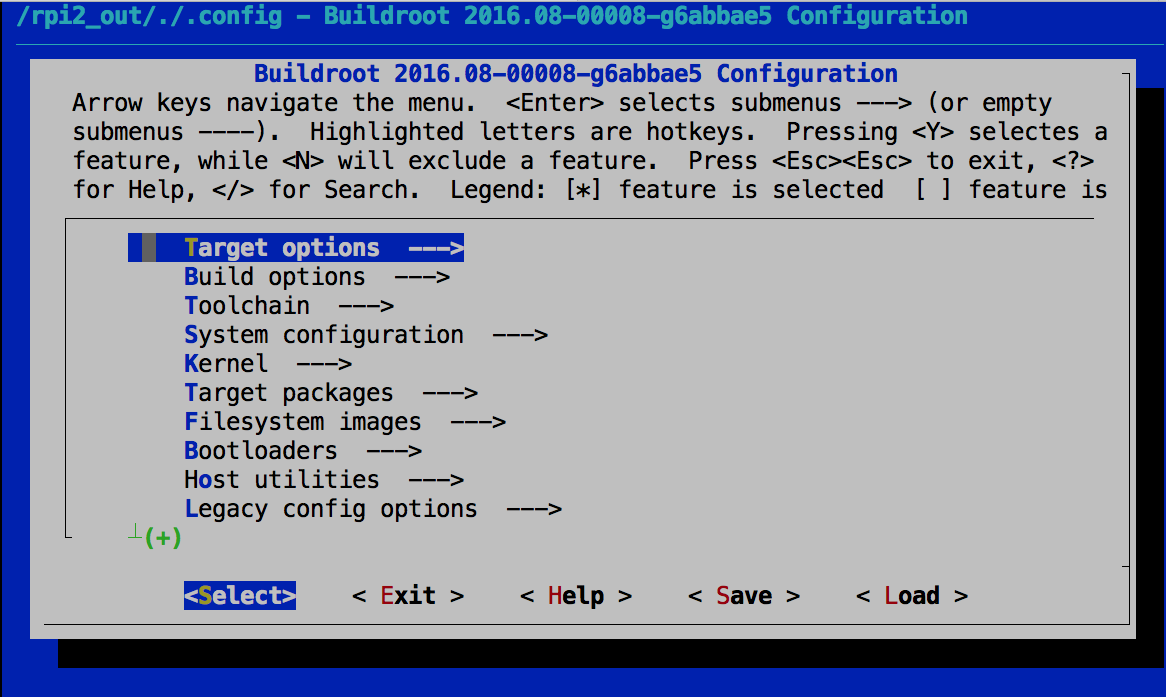 /rpi2_out/./.config - Buildroot 2016.08-00008-g6abbae5 Configuration
Buildroot 2016.08-00008-g6abbae5 Configuration
Arrow keys navigate the menu.  <Enter> selects submenus ---> (or empty
submenus ----).  Highlighted letters are hotkeys.  Pressing <Y> selectes a
feature, while <N> will exclude a feature.  Press <Esc><Esc> to exit, <?>
for Help, </> for Search.  Legend: [*] feature is selected  [ ] feature is
Target options  --->
Build options  --->
Toolchain  --->
System configuration  --->
Kernel  --->
Target packages  --->
Filesystem images  --->
Bootloaders  --->
Host utilities  --->
Legacy config options  --->
(+)
<Select>    < Exit >    < Help >    < Save >    < Load >